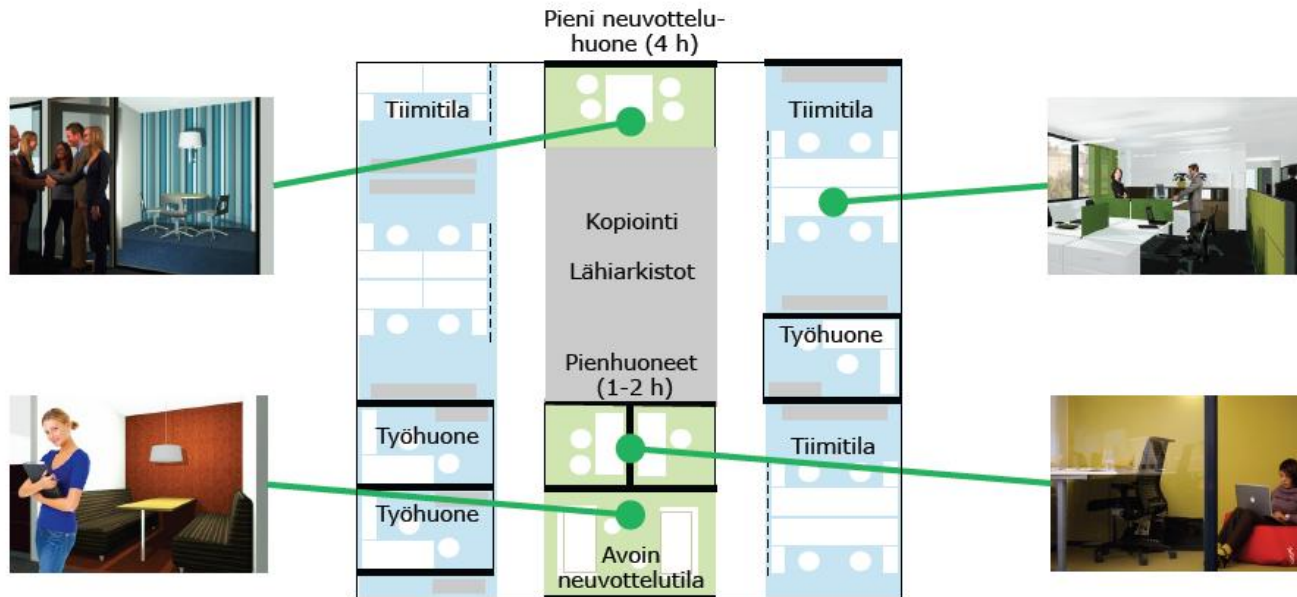 Pieni neuvottelu-
huone (4 h)
Tiimitila
Tiimitila
Kopiointi
Lähiarkistot
Työhuone
Pienhuoneet
(1-2 h)
Työhuone
Tiimitila
Työhuone
Avoin
neuvottelutila